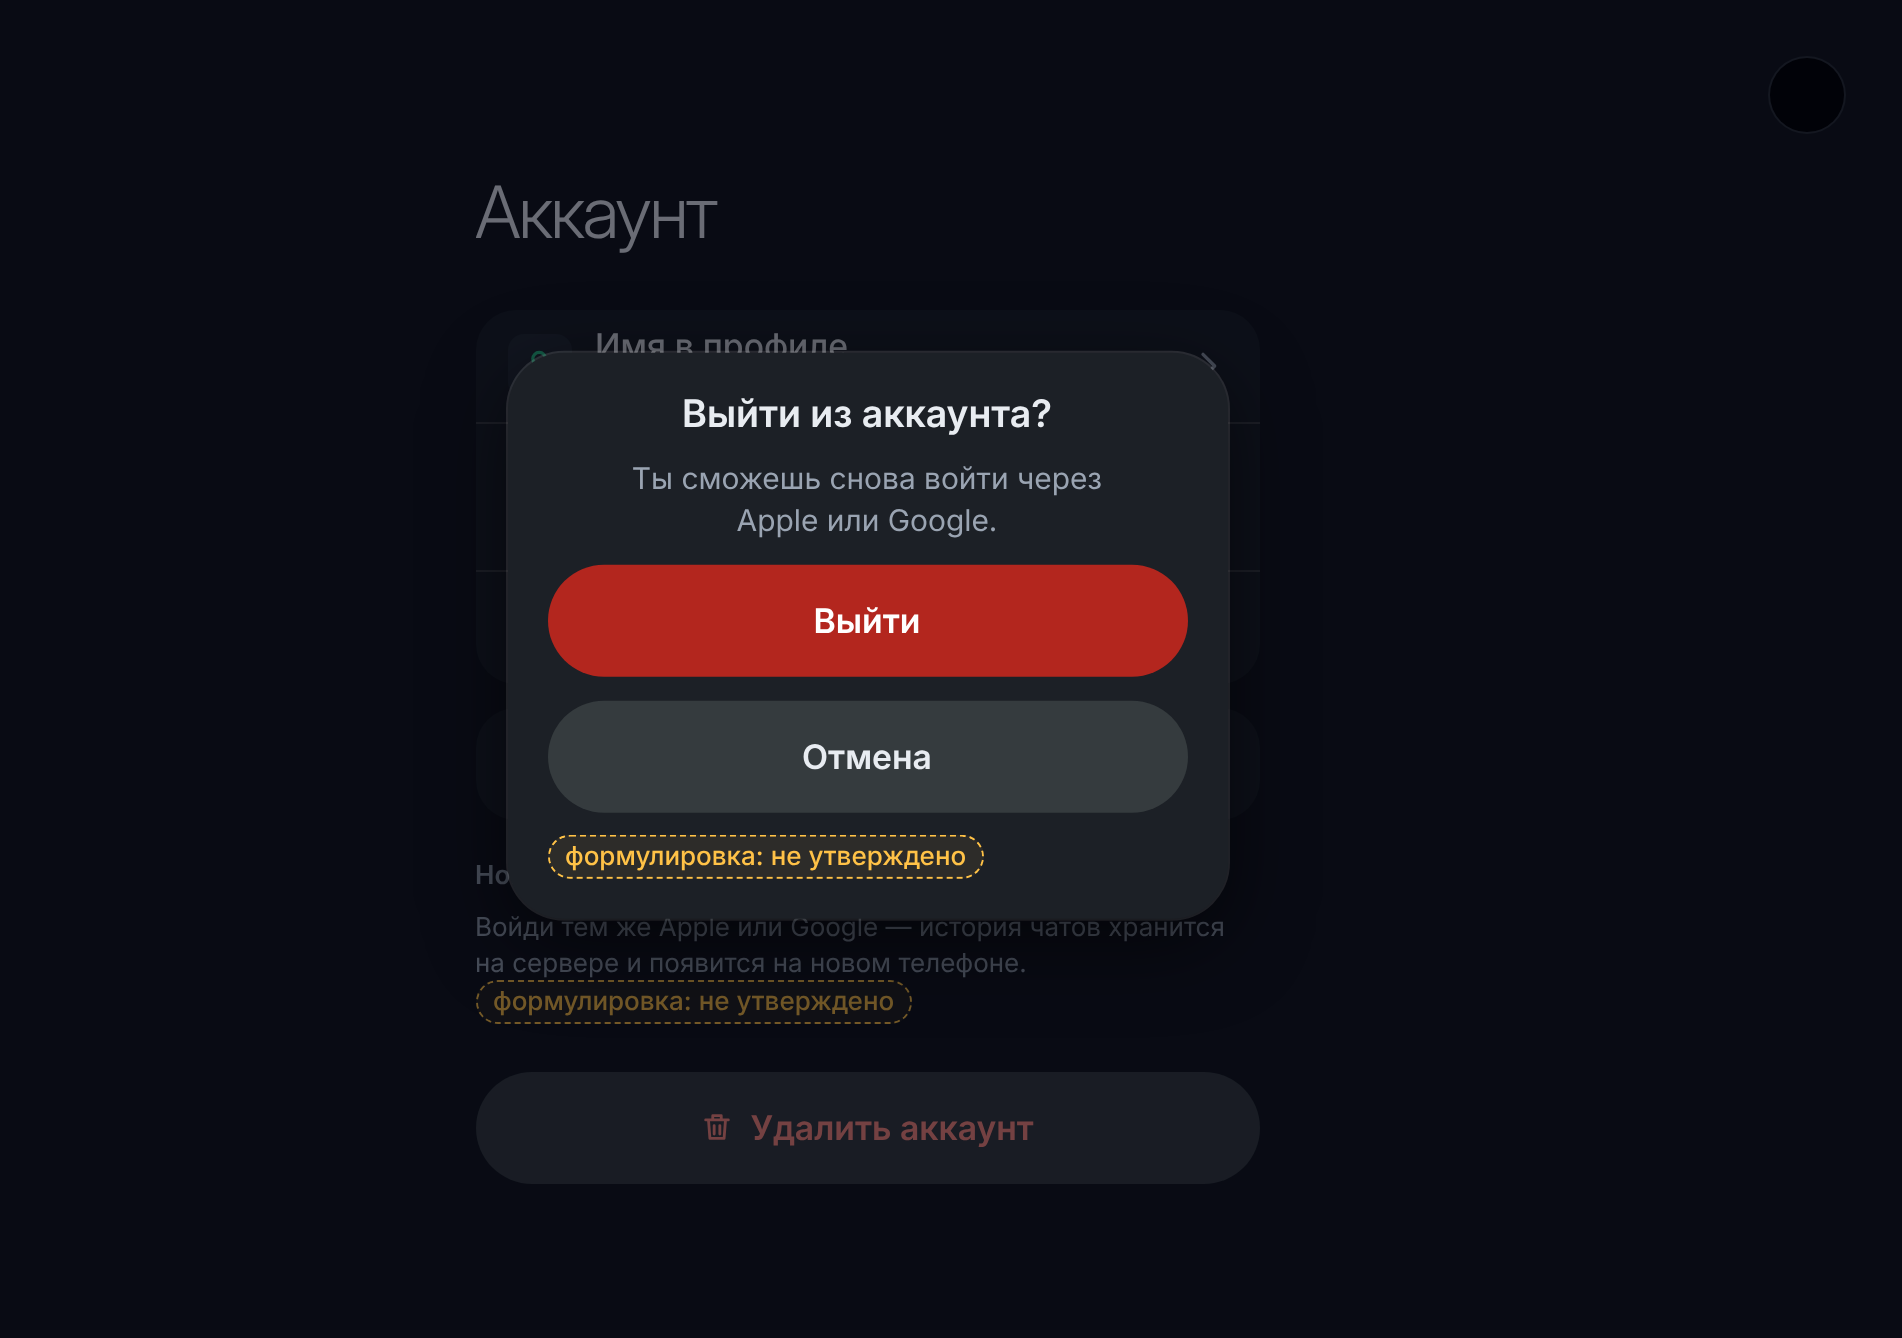 Аккаунт
Имя в профиле
Выйти из аккаунта?
Ты сможешь снова войти через
Apple или Google.
Выйти
Отмена
формулировка: не утверждено
Войди тем же Apple или Google — история чатов хранится
на сервере и появится на новом телефоне.
формулировка: не утверждено
Удалить аккаунт